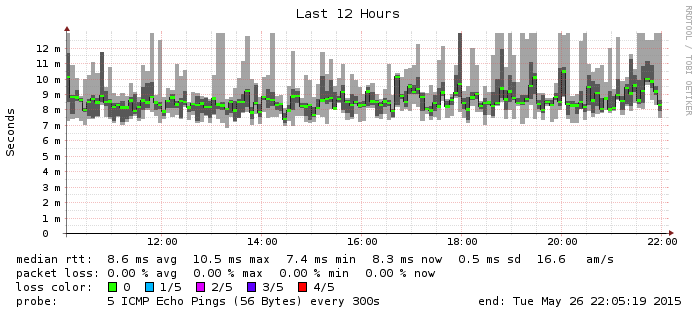 Last 12 Hours
RRDTOOL / TOBI OETIKER
Seconds
12 m
11 m
10 m
9 m
8 m
7 m
6 m
5 m
4 m
3 m
2 m
1 m
0
12:00 14:00 16:00 18:00 20:00 22:00
median rtt: 8.6 ms avg 10.5 ms max 7.4 ms min 8.3 ms now 0.5 ms sd 16.6 am/s
packet loss: 0.00 % avg 0.00 % max 0.00 % min 0.00 % now
loss color: 0 1/5 2/5 3/5 4/5
probe: 5 ICMP Echo Pings (56 Bytes) every 300s end: Tue May 26 22:05:19 2015